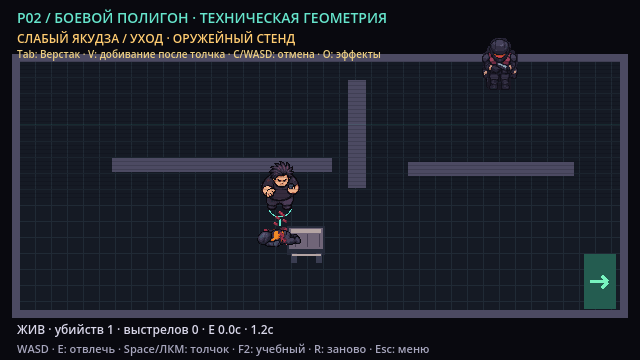 P02 / БОЕВОЙ ПОЛИГОН · ТЕХНИЧЕСКАЯ ГЕОМЕТРИЯ
СЛАБЫЙ ЯКУДЗА / УХОД · ОРУЖЕЙНЫЙ СТЕНД
Tab: Верстак · V: добивание после толчка · C/WASD: отмена · O: эффекты
ЖИВ · убийств 1 · выстрелов 0 · E 0.0с · 1.2с
WASD · E: отвлечь · Space/ЛКМ: толчок · F2: учебный · R: заново · Esc: меню